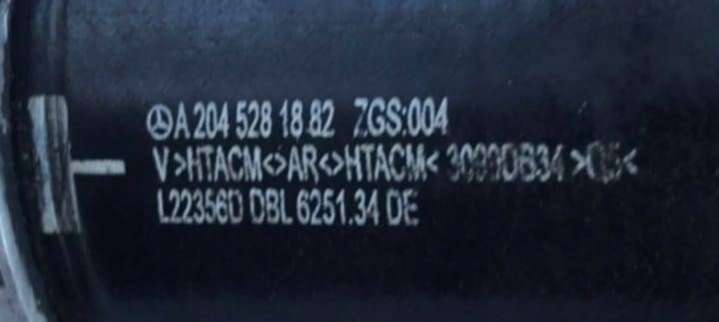 A 204 528 18 82 ZGS:004
V >HTACM<>AR<>HTACM<
L22356D DBL 6251.34 DE